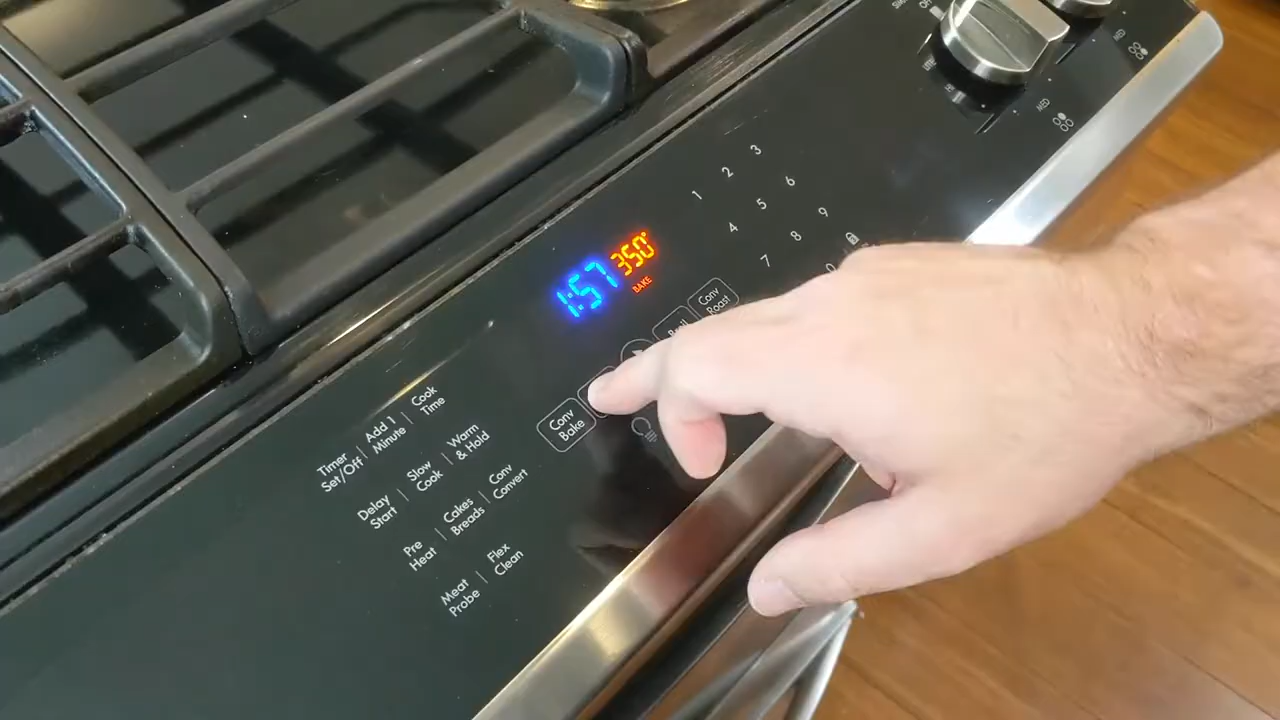 1:57 350°
BAKE
1 2 3
4 5 6
7 8 9
Conv
Roast
Conv
Bake
Timer
Set/Off
Add 1
Minute
Cook
Time
Delay
Start
Slow
Cook
Warm
& Hold
Pre
Heat
Cakes
Breads
Conv
Convert
Meat
Probe
Flex
Clean
MED